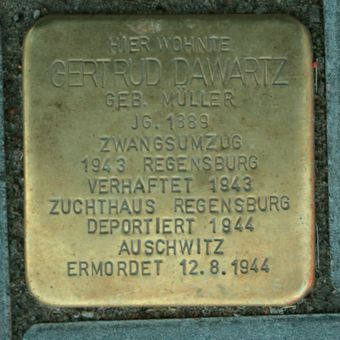 HIER WOHNTE
GERTRUD DAWARTZ
GEB. MÜLLER
JG. 1889
ZWANGSUMZUG
1943 REGENSBURG
VERHAFTET 1943
ZUCHTHAUS REGENSBURG
DEPORTIERT 1944
AUSCHWITZ
ERMORDET 12.8.1944